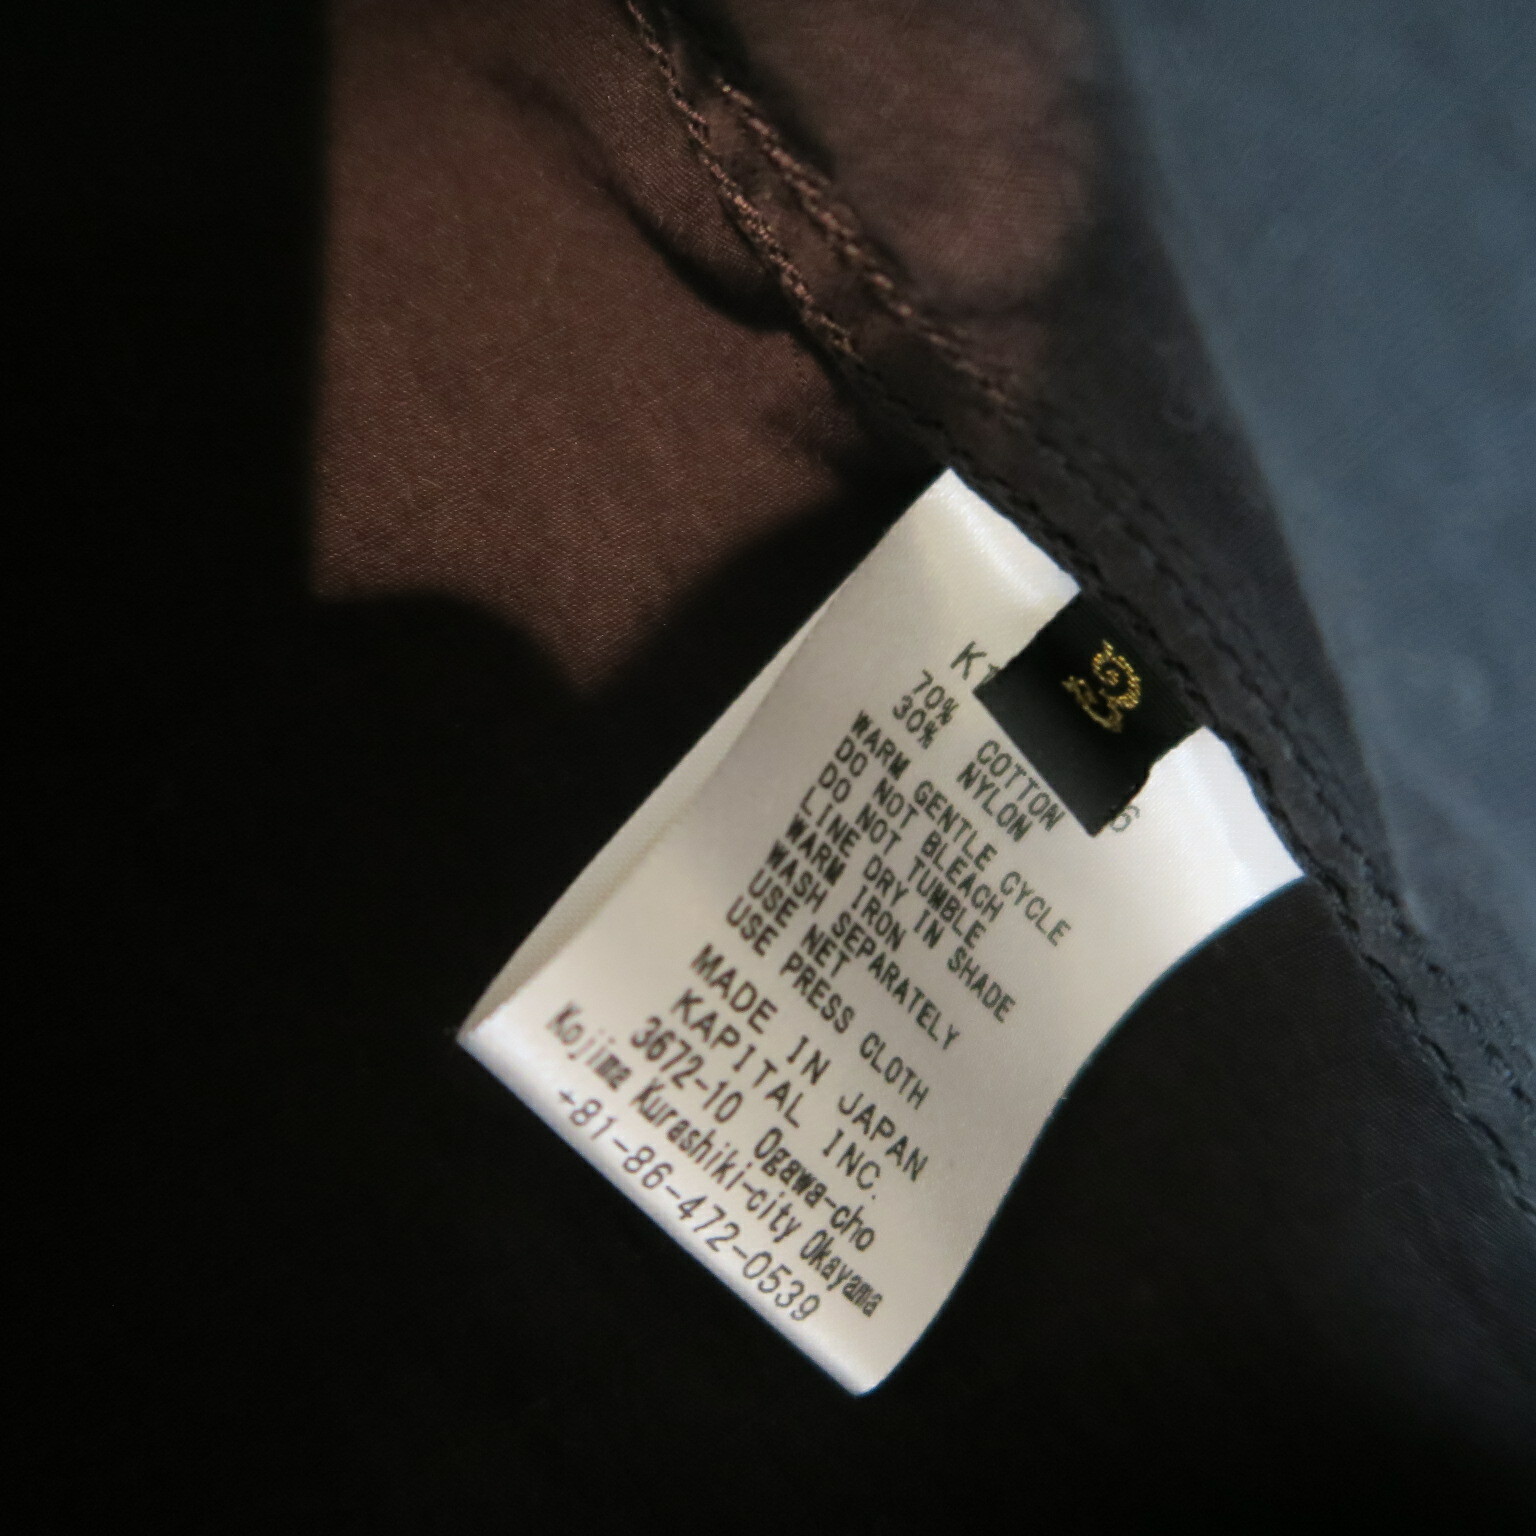 70% COTTON
30% NYLON
WARM GENTLE CYCLE
DO NOT BLEACH
DO NOT TUMBLE
LINE DRY IN SHADE
WARM IRON
WASH SEPARATELY
USE NET
USE PRESS CLOTH
MADE IN JAPAN
KAPITAL INC.
3672-10 Ogawa-cho
Kojima Kurashiki-city Okayama
+81-86-472-0539